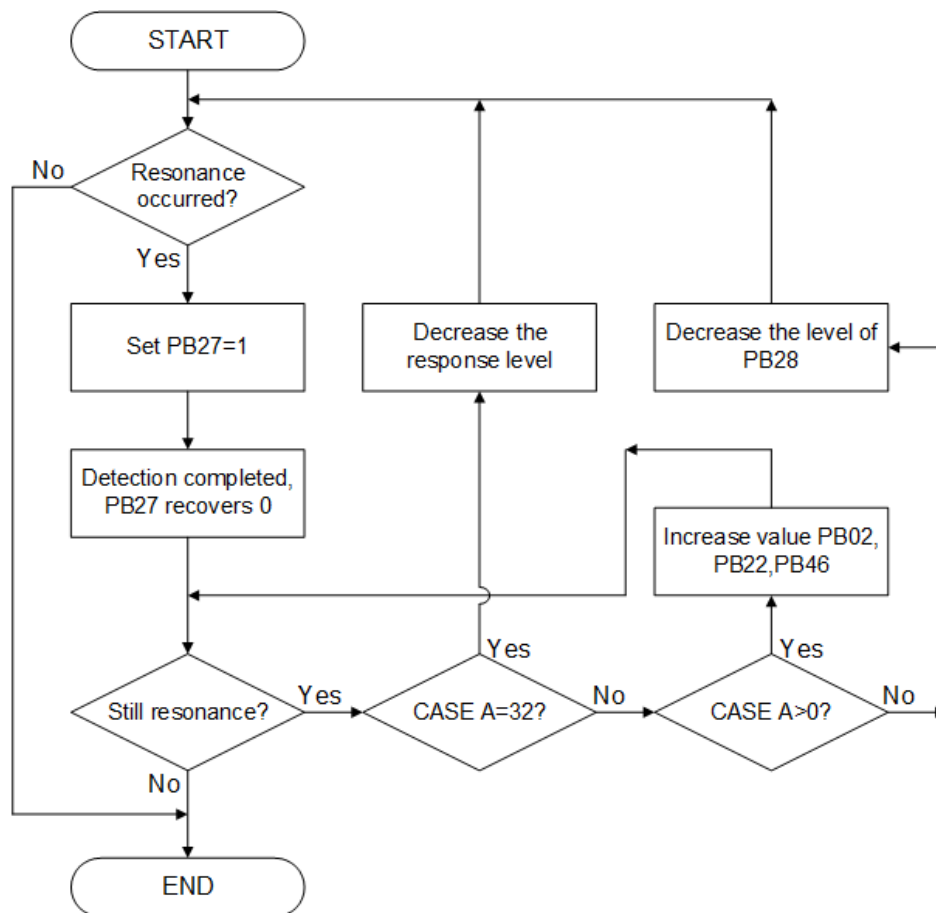 START
No
Resonance
occurred?
Yes
Set PB27=1
Decrease the
response level
Decrease the level of
PB28
Detection completed,
PB27 recovers 0
Increase value PB02,
PB22,PB46
Still resonance?
Yes
CASE A=32?
Yes
No
CASE A>0?
Yes
No
No
END